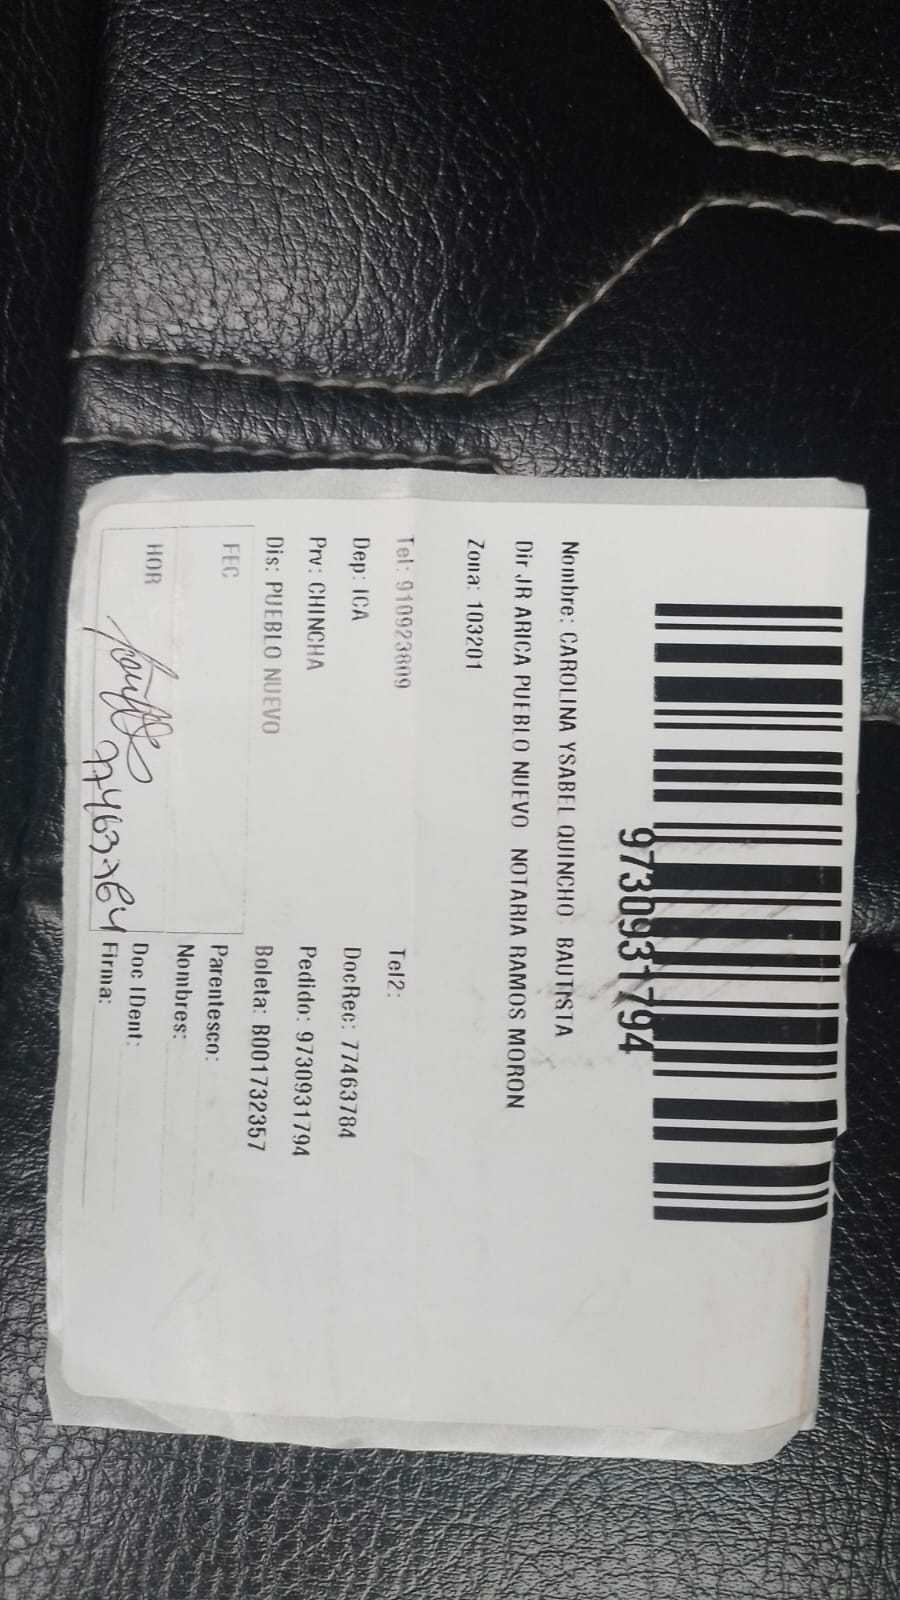 9730931794
Nombre: CAROLINA YSABEL QUINCHO BAUTISTA
Dir JR ARICA PUEBLO NUEVO NOTARIA RAMOS MORON
Zona: 103201
Tel: 910923809 Tel2:
Dep: ICA DocRec: 77463784
Prv: CHINCHA Pedido: 9730931794
Dis: PUEBLO NUEVO Boleta: B001732357
FEC Parentesco:
Nombres:
HOR Doc IDent:
77463784 Firma: